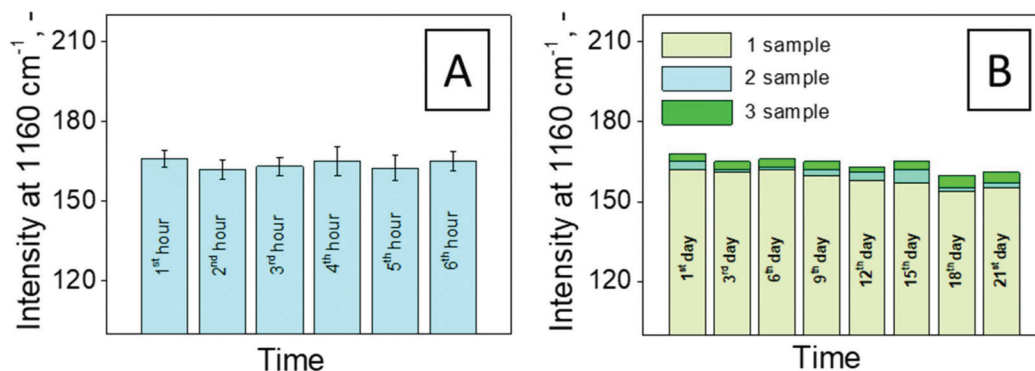 Intensity at 1160 cm⁻¹, -
210
180
150
120
A
1ˢᵗ hour
2ⁿᵈ hour
3ʳᵈ hour
4ᵗʰ hour
5ᵗʰ hour
6ᵗʰ hour
Time
Intensity at 1160 cm⁻¹, -
210
180
150
120
1 sample
2 sample
3 sample
B
1ˢᵗ day
3ʳᵈ day
6ᵗʰ day
9ᵗʰ day
12ᵗʰ day
15ᵗʰ day
18ᵗʰ day
21ˢᵗ day
Time